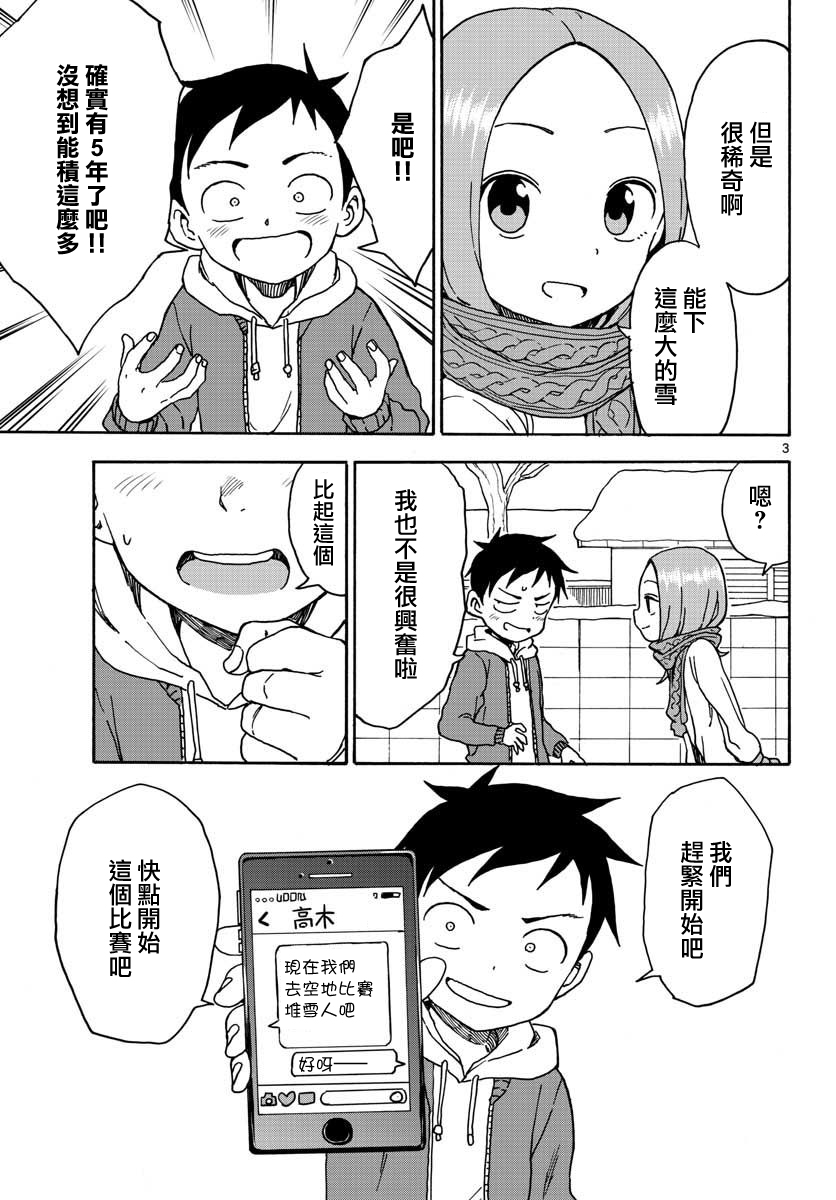 但是
很稀奇啊
能下
這麼大的雪
是吧!!
確實有5年了吧!!
沒想到能積這麼多
3
嗯?
我也不是很興奮啦
比起這個
我們
趕緊開始吧
快點開始
這個比賽吧
UDON
7
< 高木
現在我們
去空地比賽
堆雪人吧
好呀——